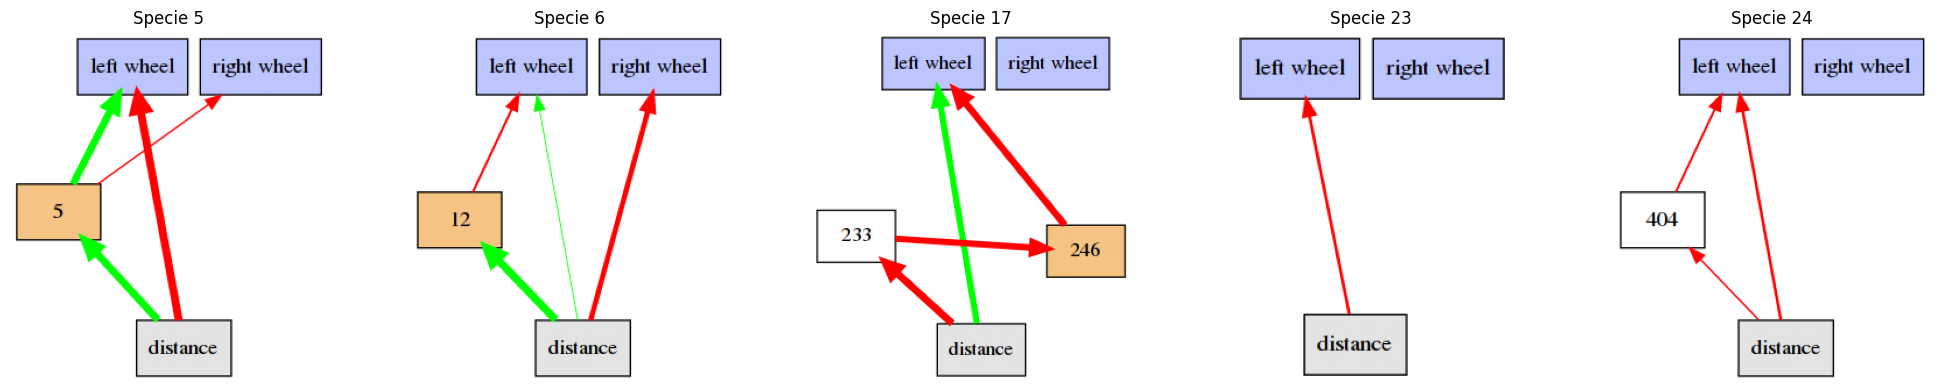 Specie 5
left wheel
right wheel
5
distance
Specie 6
left wheel
right wheel
12
distance
Specie 17
left wheel
right wheel
233
246
distance
Specie 23
left wheel
right wheel
distance
Specie 24
left wheel
right wheel
404
distance